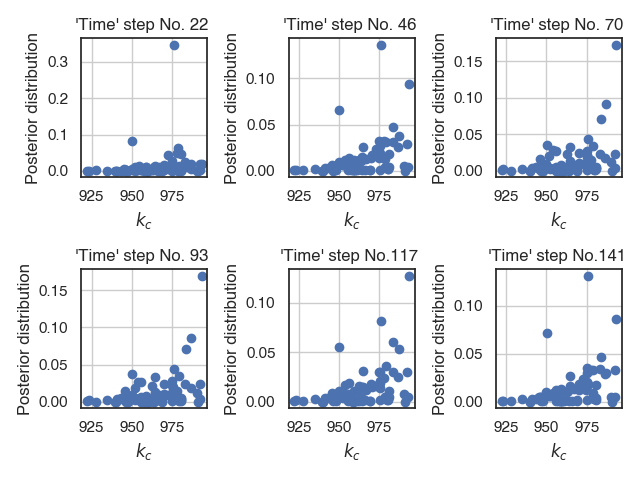 'Time' step No. 22
Posterior distribution
0.3
0.2
0.1
0.0
925 950 975
k_c
'Time' step No. 46
Posterior distribution
0.10
0.05
0.00
925 950 975
k_c
'Time' step No. 70
Posterior distribution
0.15
0.10
0.05
0.00
925 950 975
k_c
'Time' step No. 93
Posterior distribution
0.15
0.10
0.05
0.00
925 950 975
k_c
'Time' step No.117
Posterior distribution
0.10
0.05
0.00
925 950 975
k_c
'Time' step No.141
Posterior distribution
0.10
0.05
0.00
925 950 975
k_c